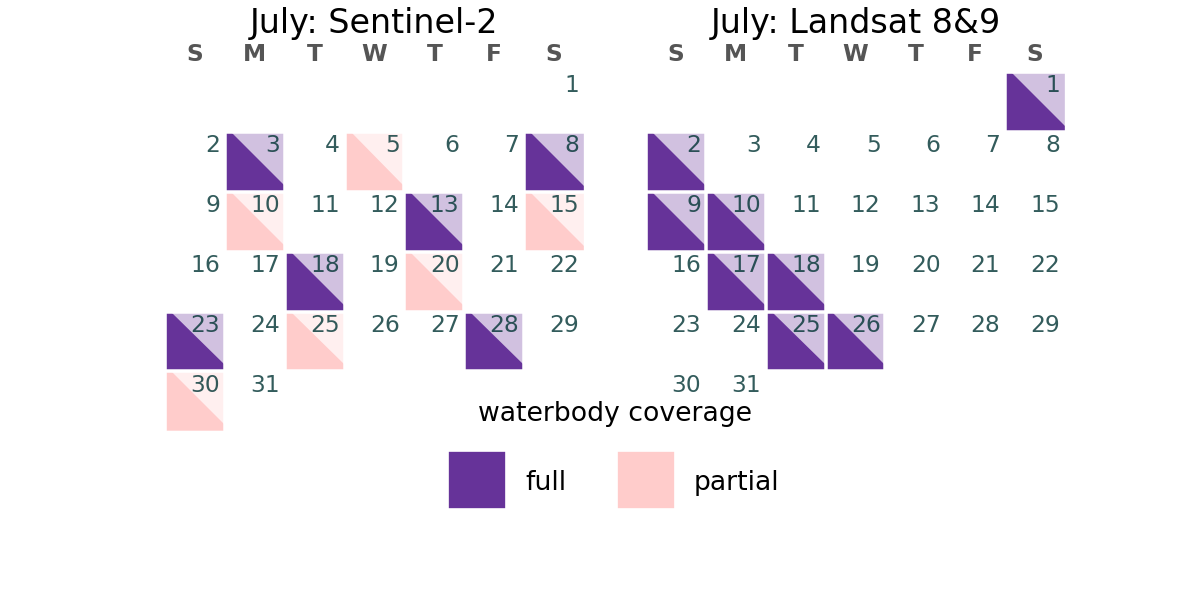 July: Sentinel-2
S M T W T F S
1
2 3 4 5 6 7 8
9 10 11 12 13 14 15
16 17 18 19 20 21 22
23 24 25 26 27 28 29
30 31
July: Landsat 8&9
S M T W T F S
1
2 3 4 5 6 7 8
9 10 11 12 13 14 15
16 17 18 19 20 21 22
23 24 25 26 27 28 29
30 31
waterbody coverage
full partial